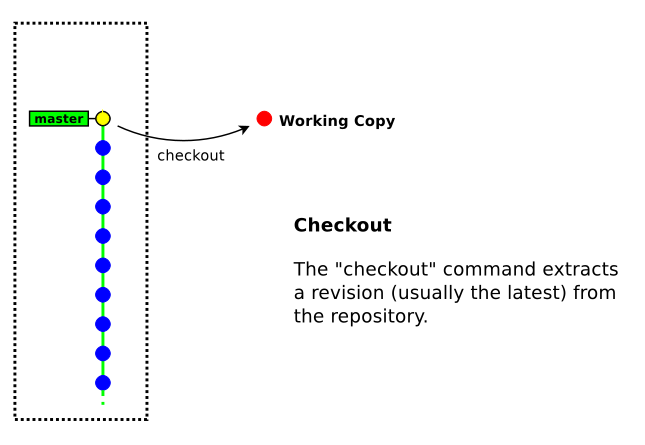 master
Working Copy
checkout
Checkout
The "checkout" command extracts
a revision (usually the latest) from
the repository.